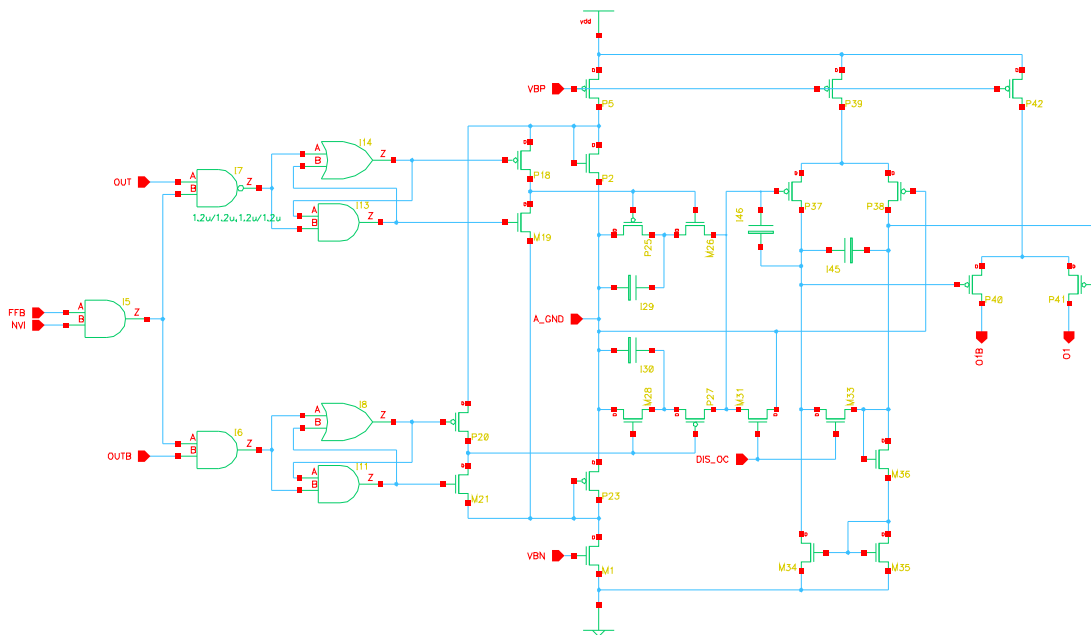 vdd
D D D
VBP P5 P39 P42
I14
A Z D D
B
I7
A Z P18 P2 D D
OUT B
I46 P37 P38
1.2u/1.2u,1.2u/1.2u I13
A Z
B M19
D P25 D M26
I45
D D
I29
P40 P41
I5
FFB A Z
NVI B
A_GND
O1B O1
I30
M28 P27 M31 M33
D D D D D
I8
A Z
B
I6 P20
A Z
OUTB B D DIS_OC D
I11
A Z M36
B M21 D
P23
D D D
VBN M1 M34 M35